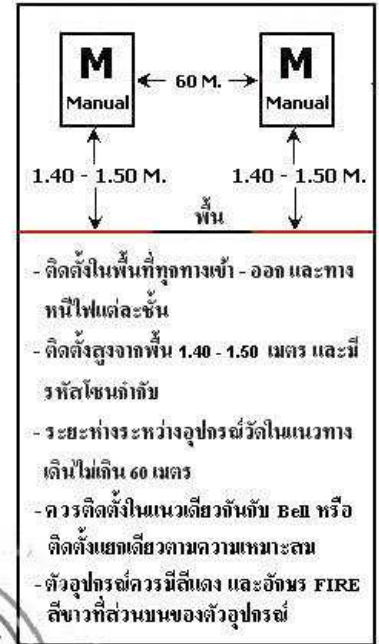 M M
Manual 60 M. Manual
1.40 - 1.50 M. 1.40 - 1.50 M.
พื้น
- ติดตั้งในพื้นที่ทุกทางเข้า - ออก และทาง
หนีไฟแต่ละชั้น
- ติดตั้งสูงจากพื้น 1.40 - 1.50 เมตร และมี
รหัสโซนกำกับ
- ระยะห่างระหว่างอุปกรณ์วัดในแนวทาง
เดินไม่เกิน 60 เมตร
- ควรติดตั้งในแนวเดียวกันกับ Bell หรือ
ติดตั้งแยกเดียวตามความเหมาะสม
- ตัวอุปกรณ์ควรมีสีแดง และอักษร FIRE
สีขาวที่ส่วนบนของตัวอุปกรณ์